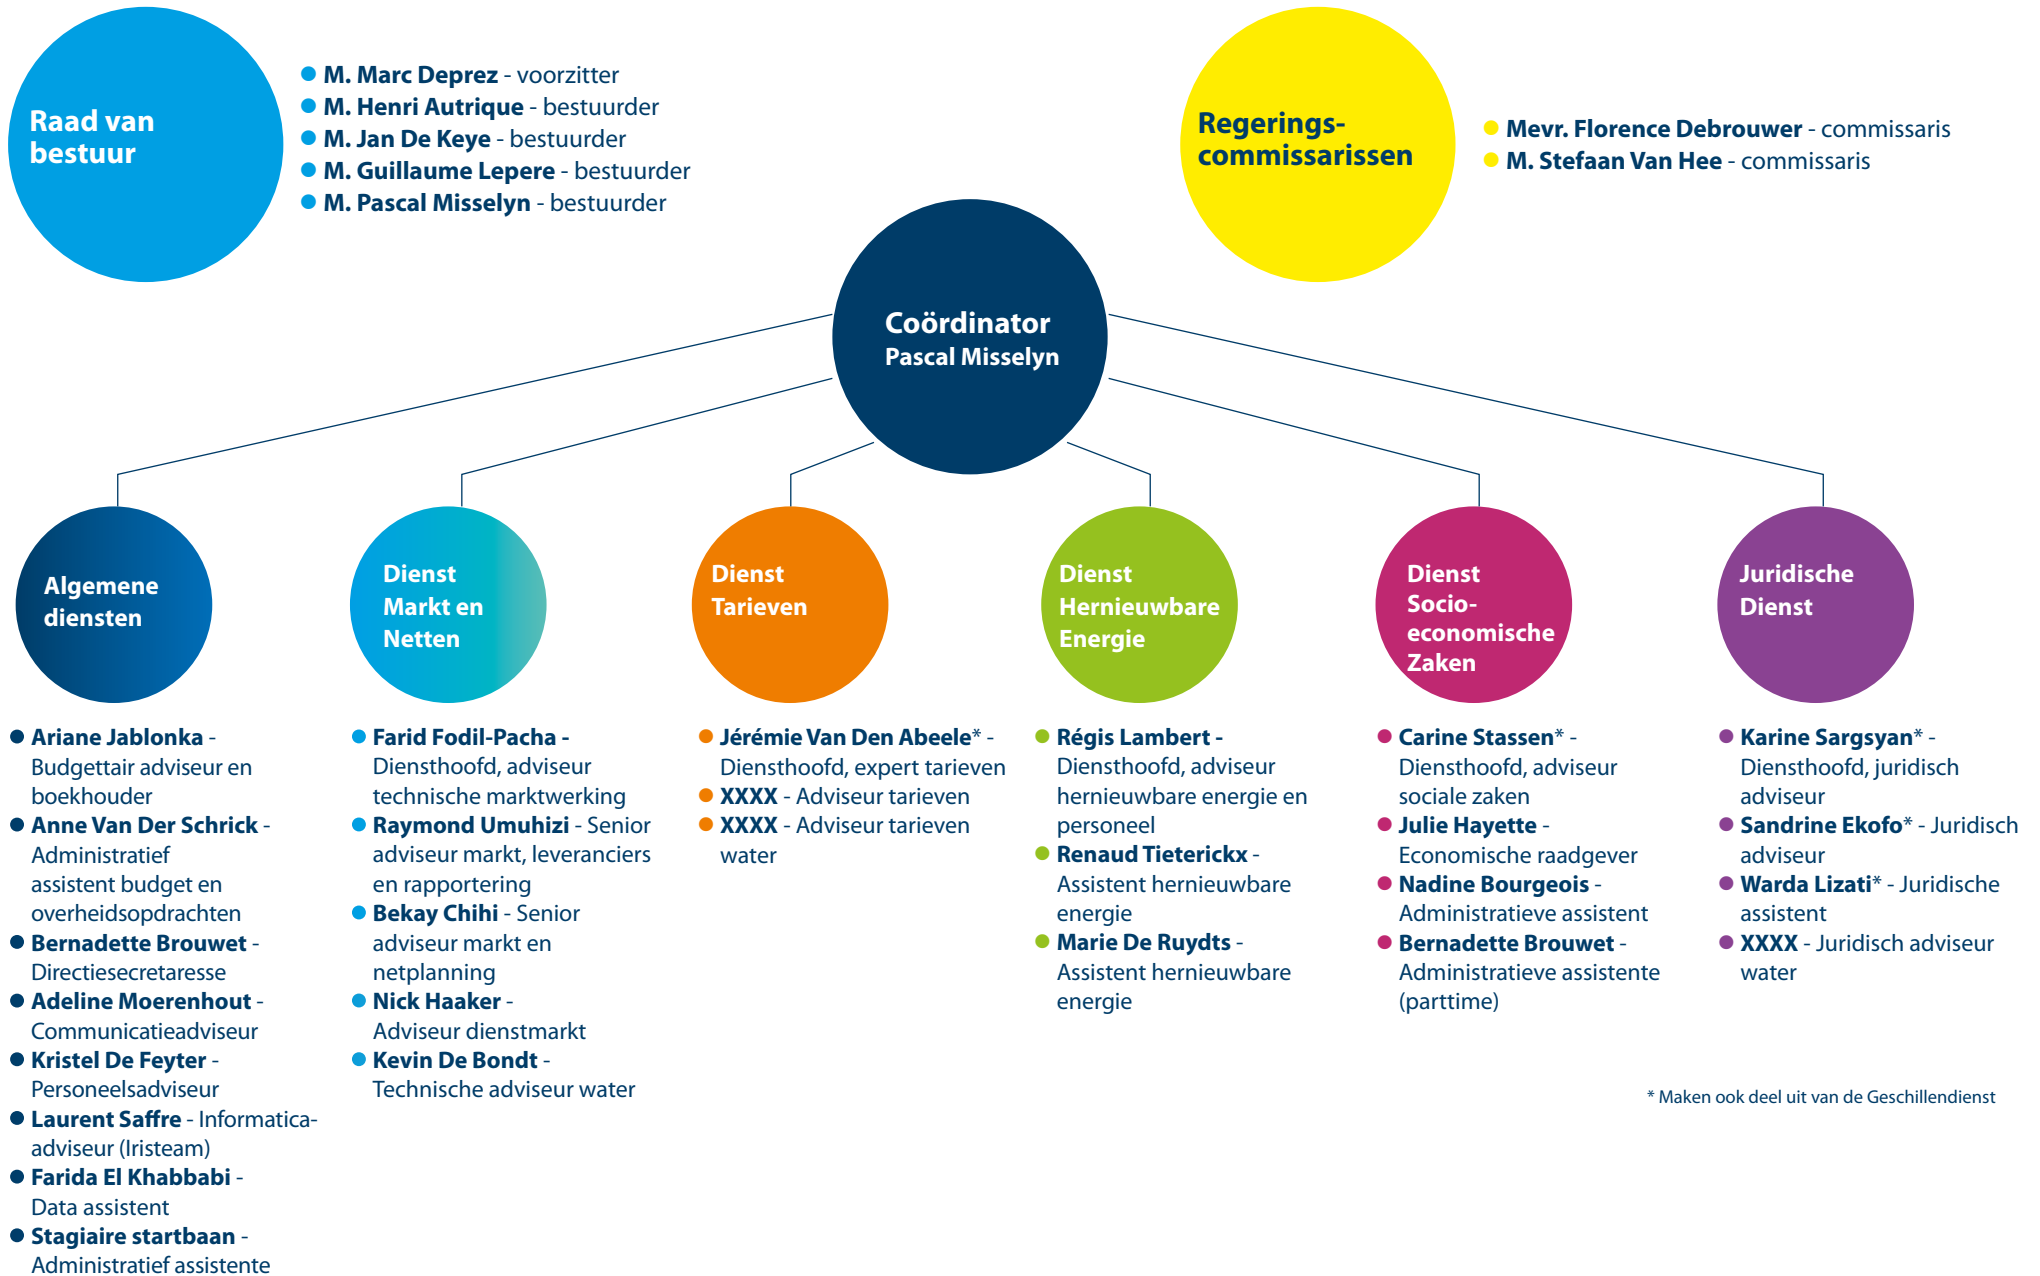 Raad van
bestuur
M. Marc Deprez - voorzitter
M. Henri Autrique - bestuurder
M. Jan De Keye - bestuurder
M. Guillaume Lepere - bestuurder
M. Pascal Misselyn - bestuurder
Regerings-
commissarissen
Mevr. Florence Debrouwer - commissaris
M. Stefaan Van Hee - commissaris
Coördinator
Pascal Misselyn
Algemene
diensten
Ariane Jablonka -
Budgettair adviseur en
boekhouder
Anne Van Der Schrick -
Administratief
assistent budget en
overheidsopdrachten
Bernadette Brouwet -
Directiesecretaresse
Adeline Moerenhout -
Communicatieadviseur
Kristel De Feyter -
Personeelsadviseur
Laurent Saffre - Informatica-
adviseur (Iristeam)
Farida El Khabbabi -
Data assistent
Stagiaire startbaan -
Administratief assistente
Dienst
Markt en
Netten
Farid Fodil-Pacha -
Diensthoofd, adviseur
technische marktwerking
Raymond Umuhizi - Senior
adviseur markt, leveranciers
en rapportering
Bekay Chihi - Senior
adviseur markt en
netplanning
Nick Haaker -
Adviseur dienstmarkt
Kevin De Bondt -
Technische adviseur water
Dienst
Tarieven
Jérémie Van Den Abeele* -
Diensthoofd, expert tarieven
XXXX - Adviseur tarieven
XXXX - Adviseur tarieven
water
Dienst
Hernieuwbare
Energie
Régis Lambert -
Diensthoofd, adviseur
hernieuwbare energie en
personeel
Renaud Tieterickx -
Assistent hernieuwbare
energie
Marie De Ruydts -
Assistent hernieuwbare
energie
Dienst
Socio-
economische
Zaken
Carine Stassen* -
Diensthoofd, adviseur
sociale zaken
Julie Hayette -
Economische raadgever
Nadine Bourgeois -
Administratieve assistent
Bernadette Brouwet -
Administratieve assistente
(parttime)
Juridische
Dienst
Karine Sargsyan* -
Diensthoofd, juridisch
adviseur
Sandrine Ekofo* - Juridisch
adviseur
Warda Lizati* - Juridische
assistent
XXXX - Juridisch adviseur
water
* Maken ook deel uit van de Geschillendienst